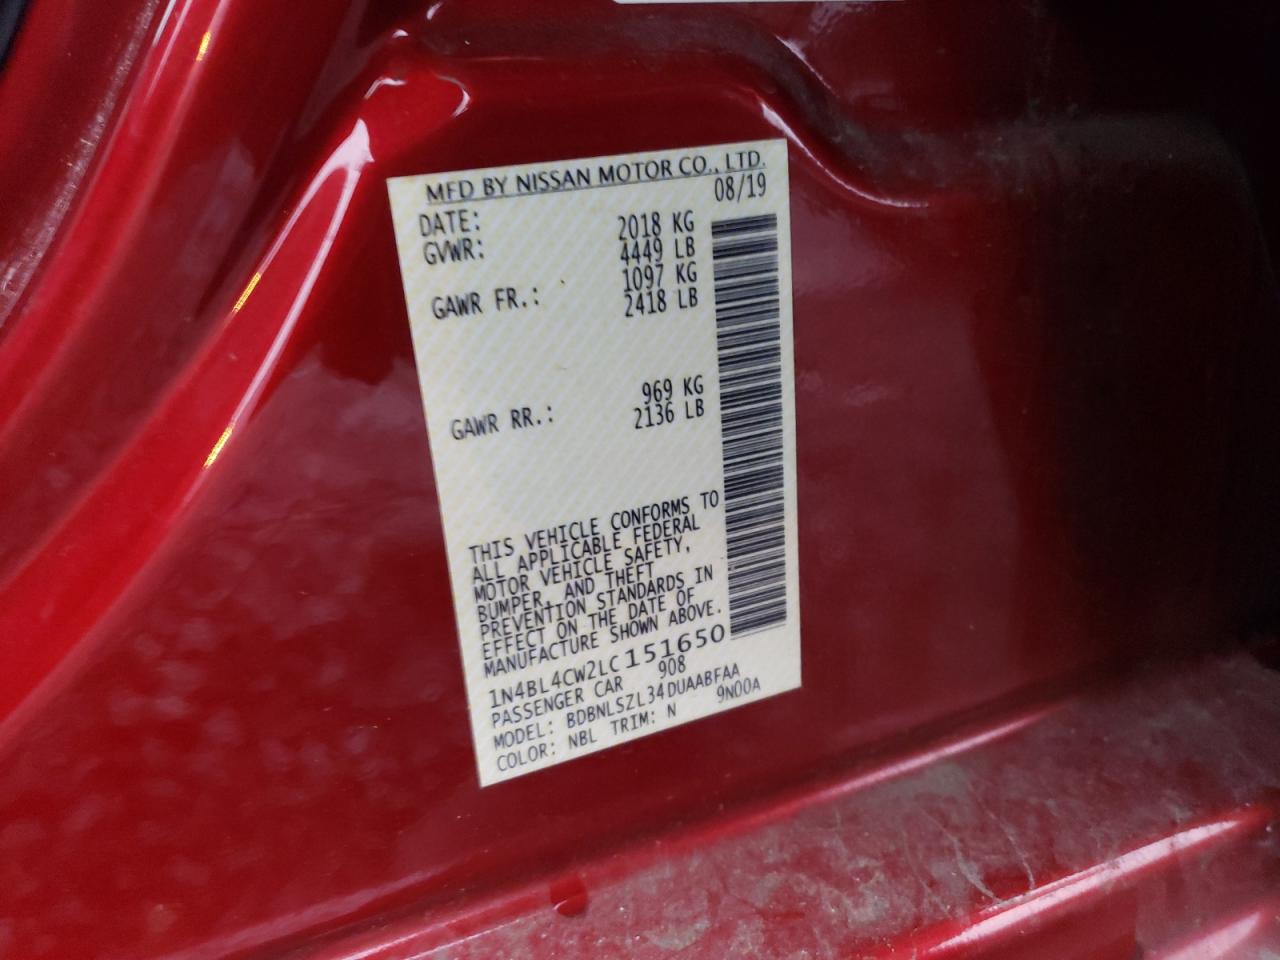 MFD BY NISSAN MOTOR CO., LTD.
DATE: 08/19
GVWR: 2018 KG
4449 LB
GAWR FR.: 1097 KG
2418 LB
GAWR RR.: 969 KG
2136 LB
THIS VEHICLE CONFORMS TO
ALL APPLICABLE FEDERAL
MOTOR VEHICLE SAFETY,
BUMPER, AND THEFT
PREVENTION STANDARDS IN
EFFECT ON THE DATE OF
MANUFACTURE SHOWN ABOVE.
1N4BL4CW2LC151650
PASSENGER CAR 908
MODEL: BDBNLSZL34DUAABFAA
COLOR: NBL TRIM: N 9N00A